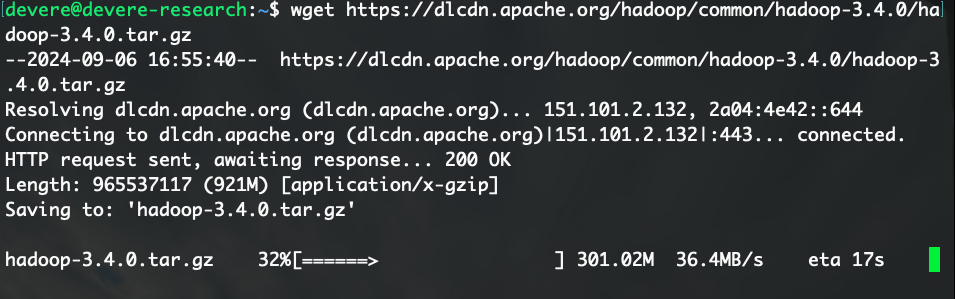 [devere@devere-research:~$ wget https://dlcdn.apache.org/hadoop/common/hadoop-3.4.0/ha]
doop-3.4.0.tar.gz
--2024-09-06 16:55:40--  https://dlcdn.apache.org/hadoop/common/hadoop-3.4.0/hadoop-3
.4.0.tar.gz
Resolving dlcdn.apache.org (dlcdn.apache.org)... 151.101.2.132, 2a04:4e42::644
Connecting to dlcdn.apache.org (dlcdn.apache.org)|151.101.2.132|:443... connected.
HTTP request sent, awaiting response... 200 OK
Length: 965537117 (921M) [application/x-gzip]
Saving to: 'hadoop-3.4.0.tar.gz'
hadoop-3.4.0.tar.gz    32%[======>                ] 301.02M  36.4MB/s    eta 17s